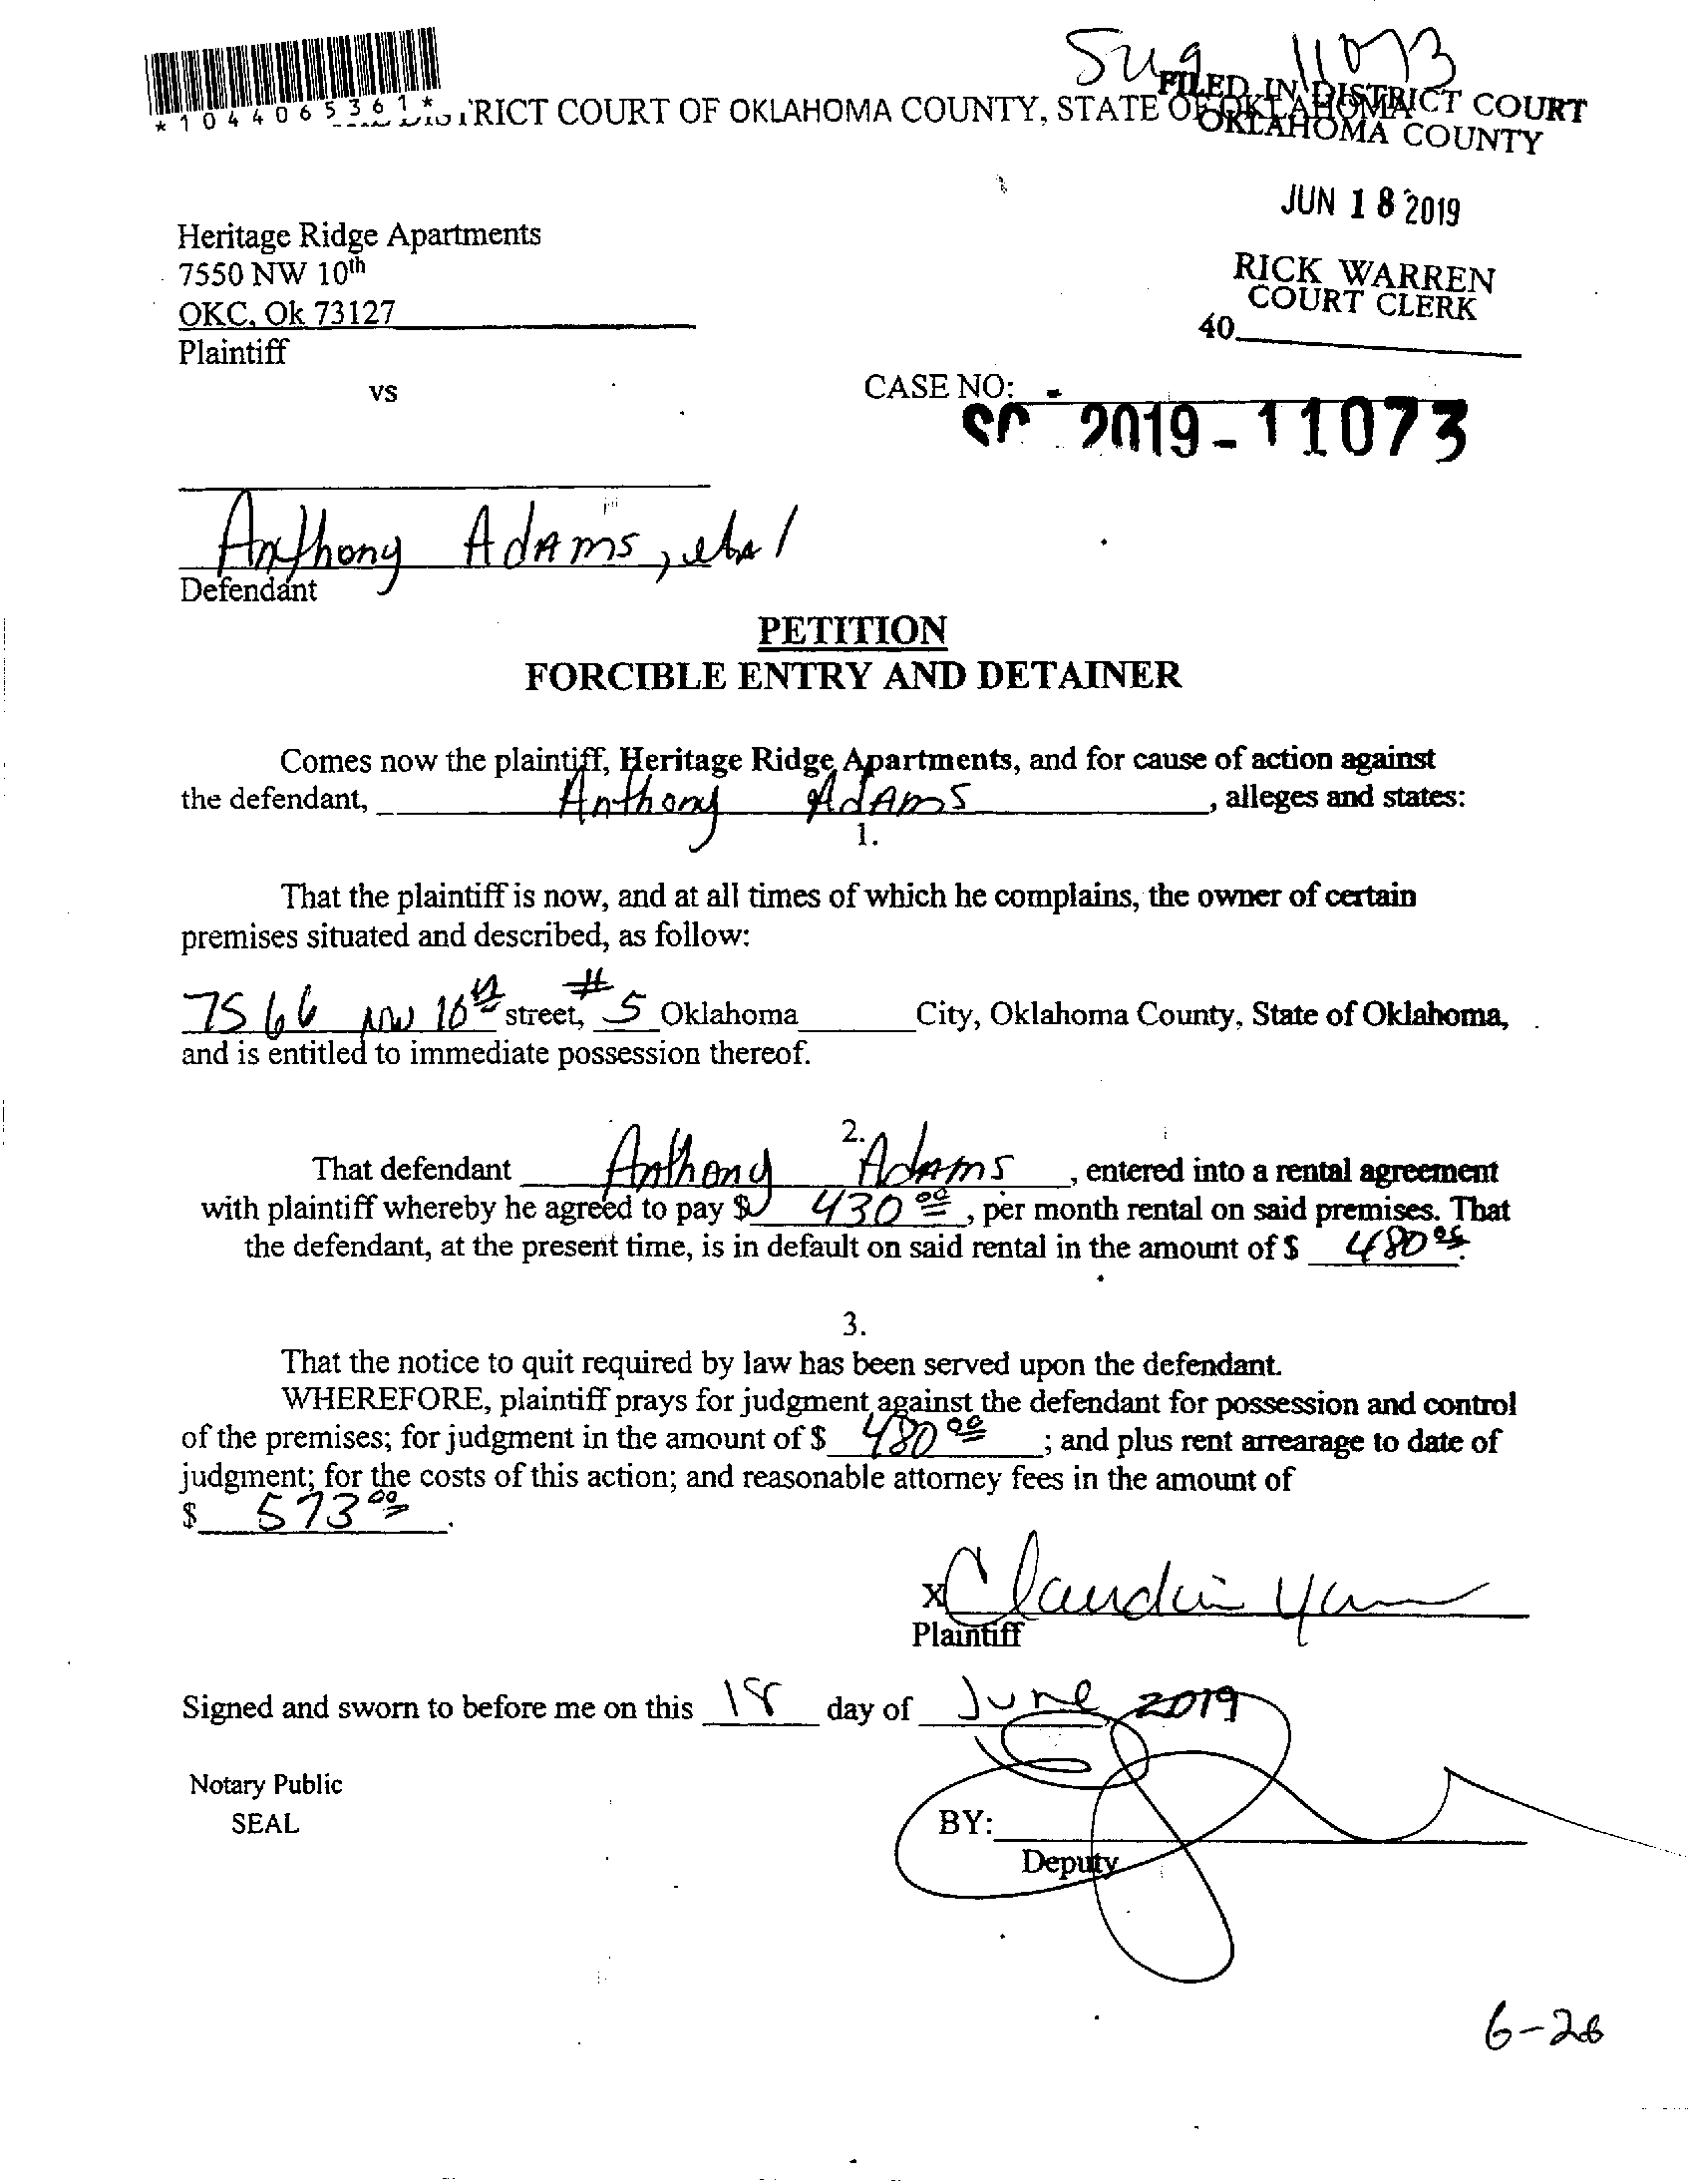 11073
*1044065361*
DISTRICT COURT OF OKLAHOMA COUNTY, STATE OF OKLAHOMA
FILED IN DISTRICT COURT
OKLAHOMA COUNTY
JUN 18 2019
RICK WARREN
COURT CLERK
40
Heritage Ridge Apartments
7550 NW 10th
OKC, Ok 73127
Plaintiff
vs
CASE NO:
SC 2019-11073
Anthony Adams, etal
Defendant
PETITION
FORCIBLE ENTRY AND DETAINER
Comes now the plaintiff, Heritage Ridge Apartments, and for cause of action against
the defendant, Anthony Adams, alleges and states:
1.
That the plaintiff is now, and at all times of which he complains, the owner of certain
premises situated and described, as follow:
7566 NW 10th street, #5 Oklahoma City, Oklahoma County, State of Oklahoma,
and is entitled to immediate possession thereof.
2.
That defendant Anthony Adams, entered into a rental agreement
with plaintiff whereby he agreed to pay $ 430 00, per month rental on said premises. That
the defendant, at the present time, is in default on said rental in the amount of $ 480 00.
3.
That the notice to quit required by law has been served upon the defendant.
WHEREFORE, plaintiff prays for judgment against the defendant for possession and control
of the premises; for judgment in the amount of $ 480 00; and plus rent arrearage to date of
judgment; for the costs of this action; and reasonable attorney fees in the amount of
$ 573 00.
X Claudia
Plaintiff
Signed and sworn to before me on this 18 day of June, 2019
Notary Public
SEAL
BY:
Deputy
6-26